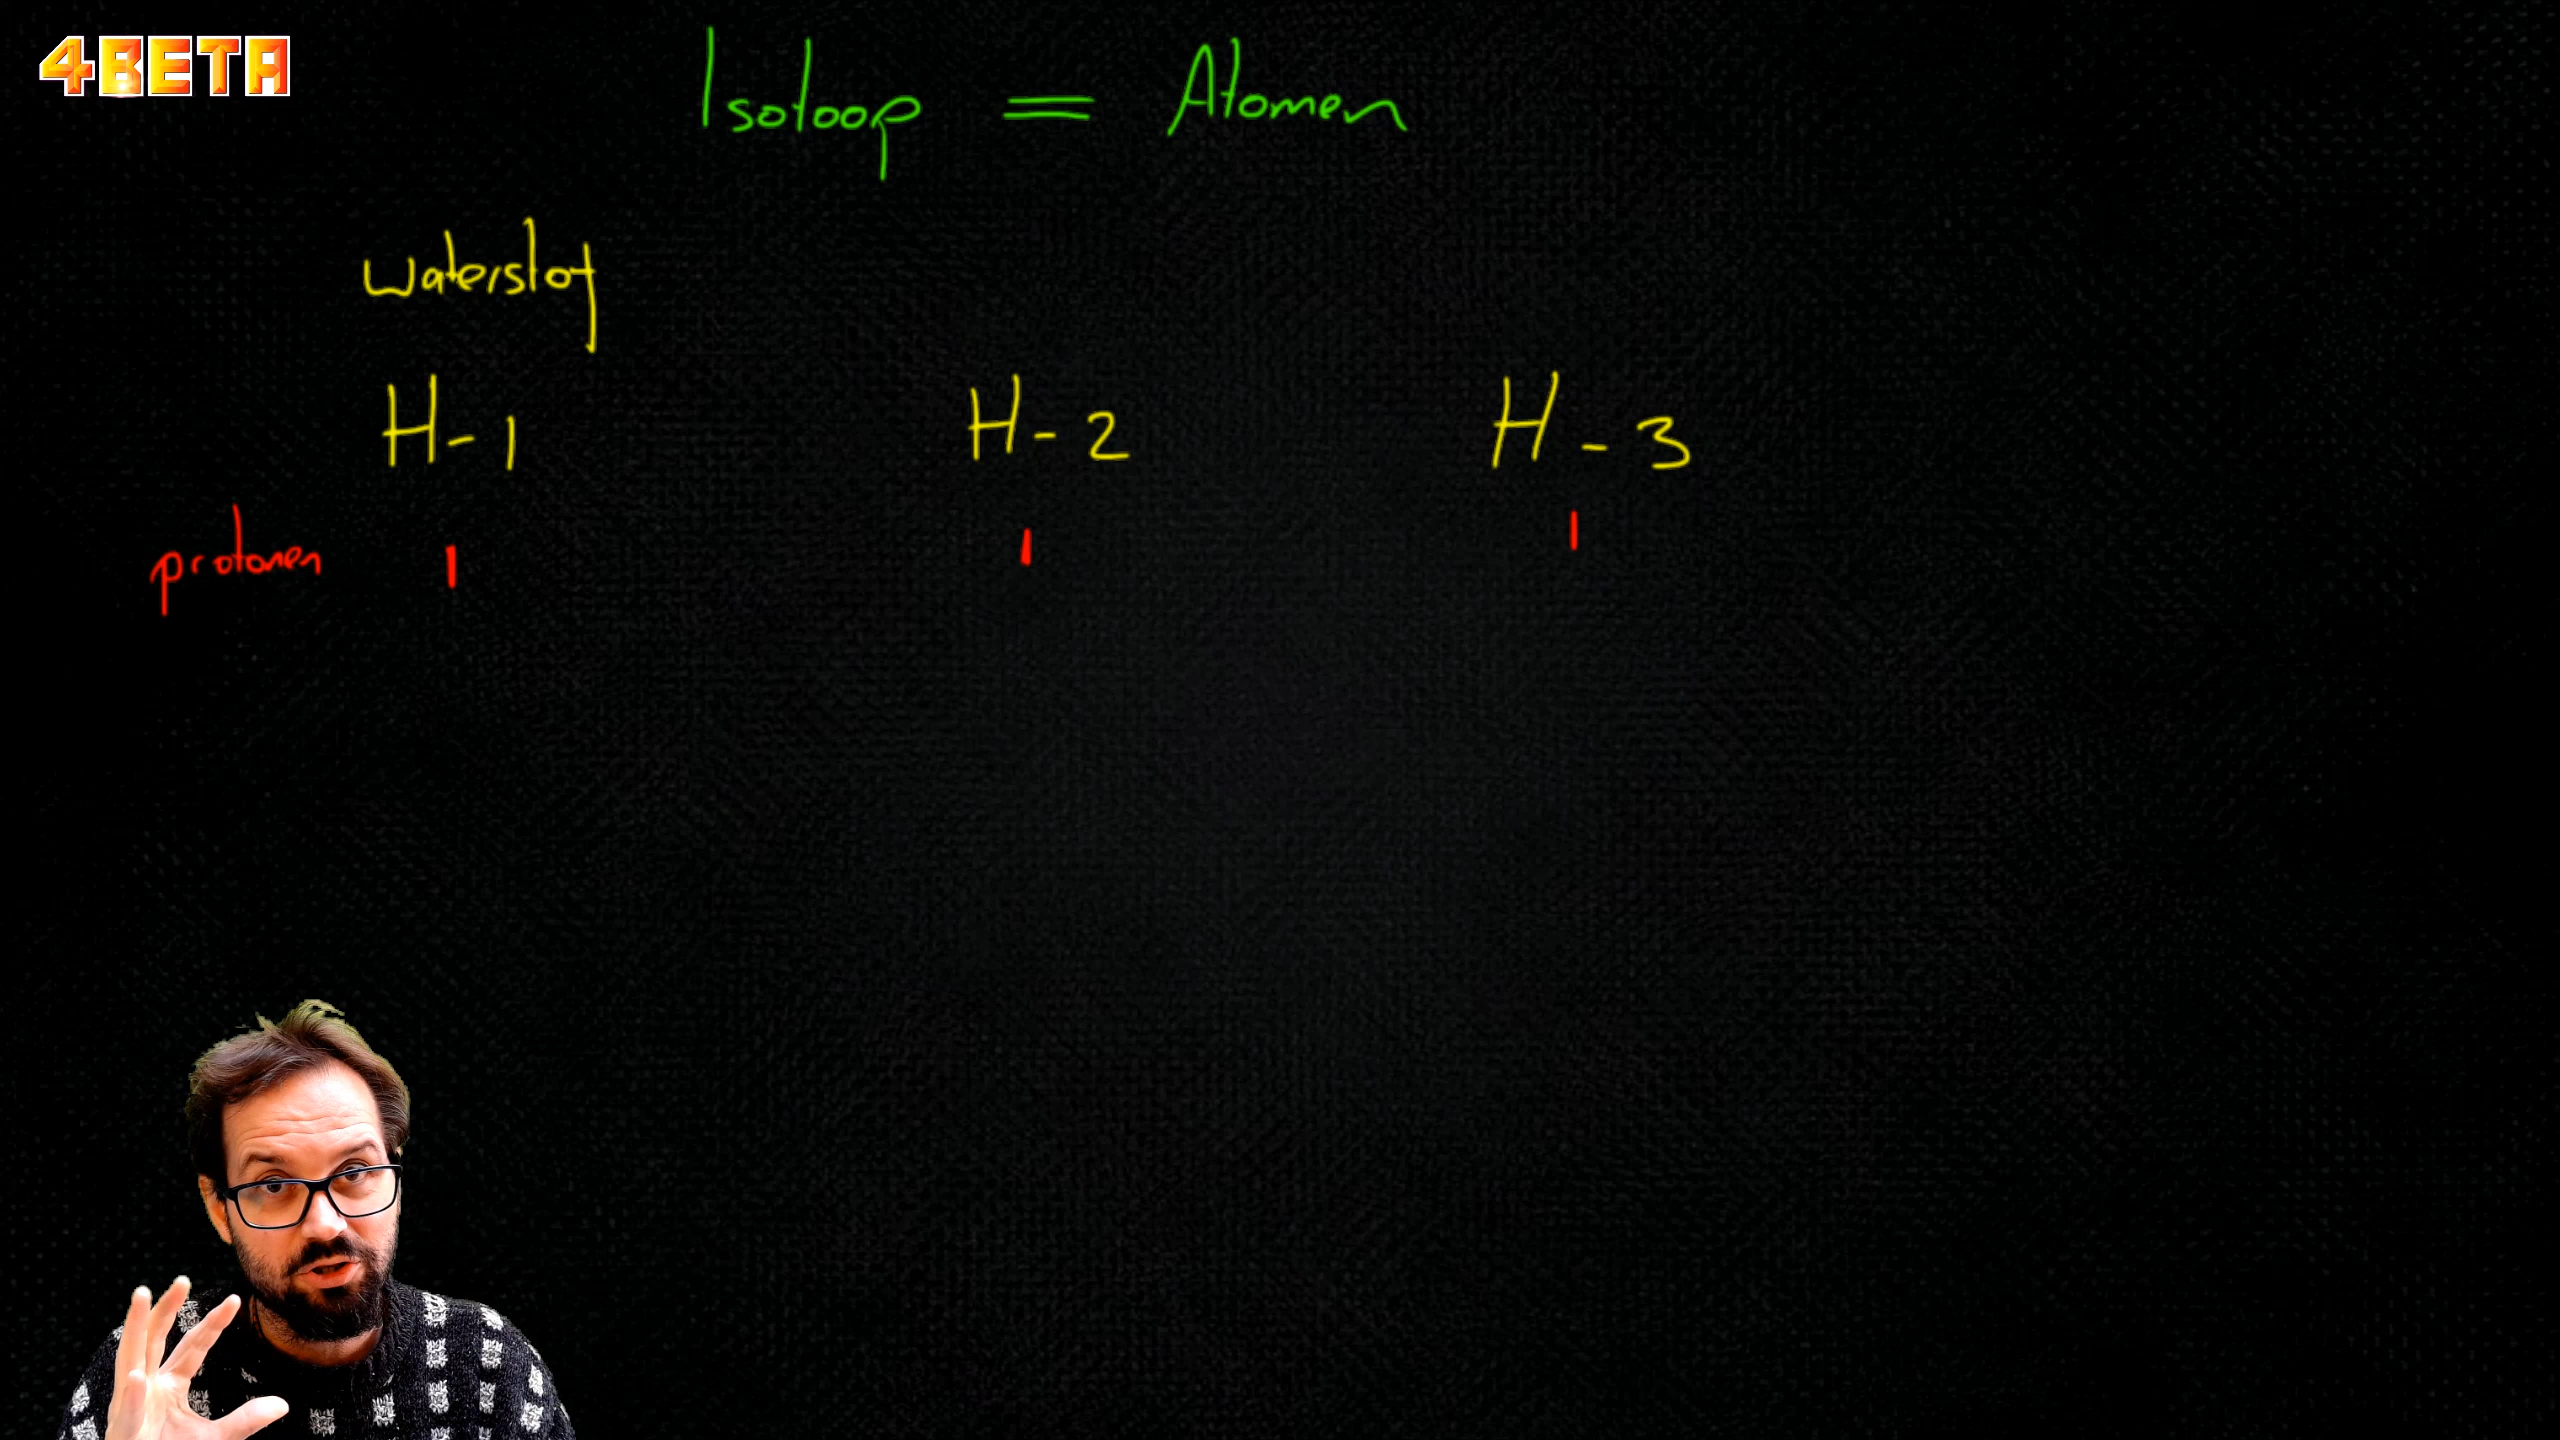 4BETA
Isotoop = Atomen
waterstof
H-1 H-2 H-3
protonen 1 1 1